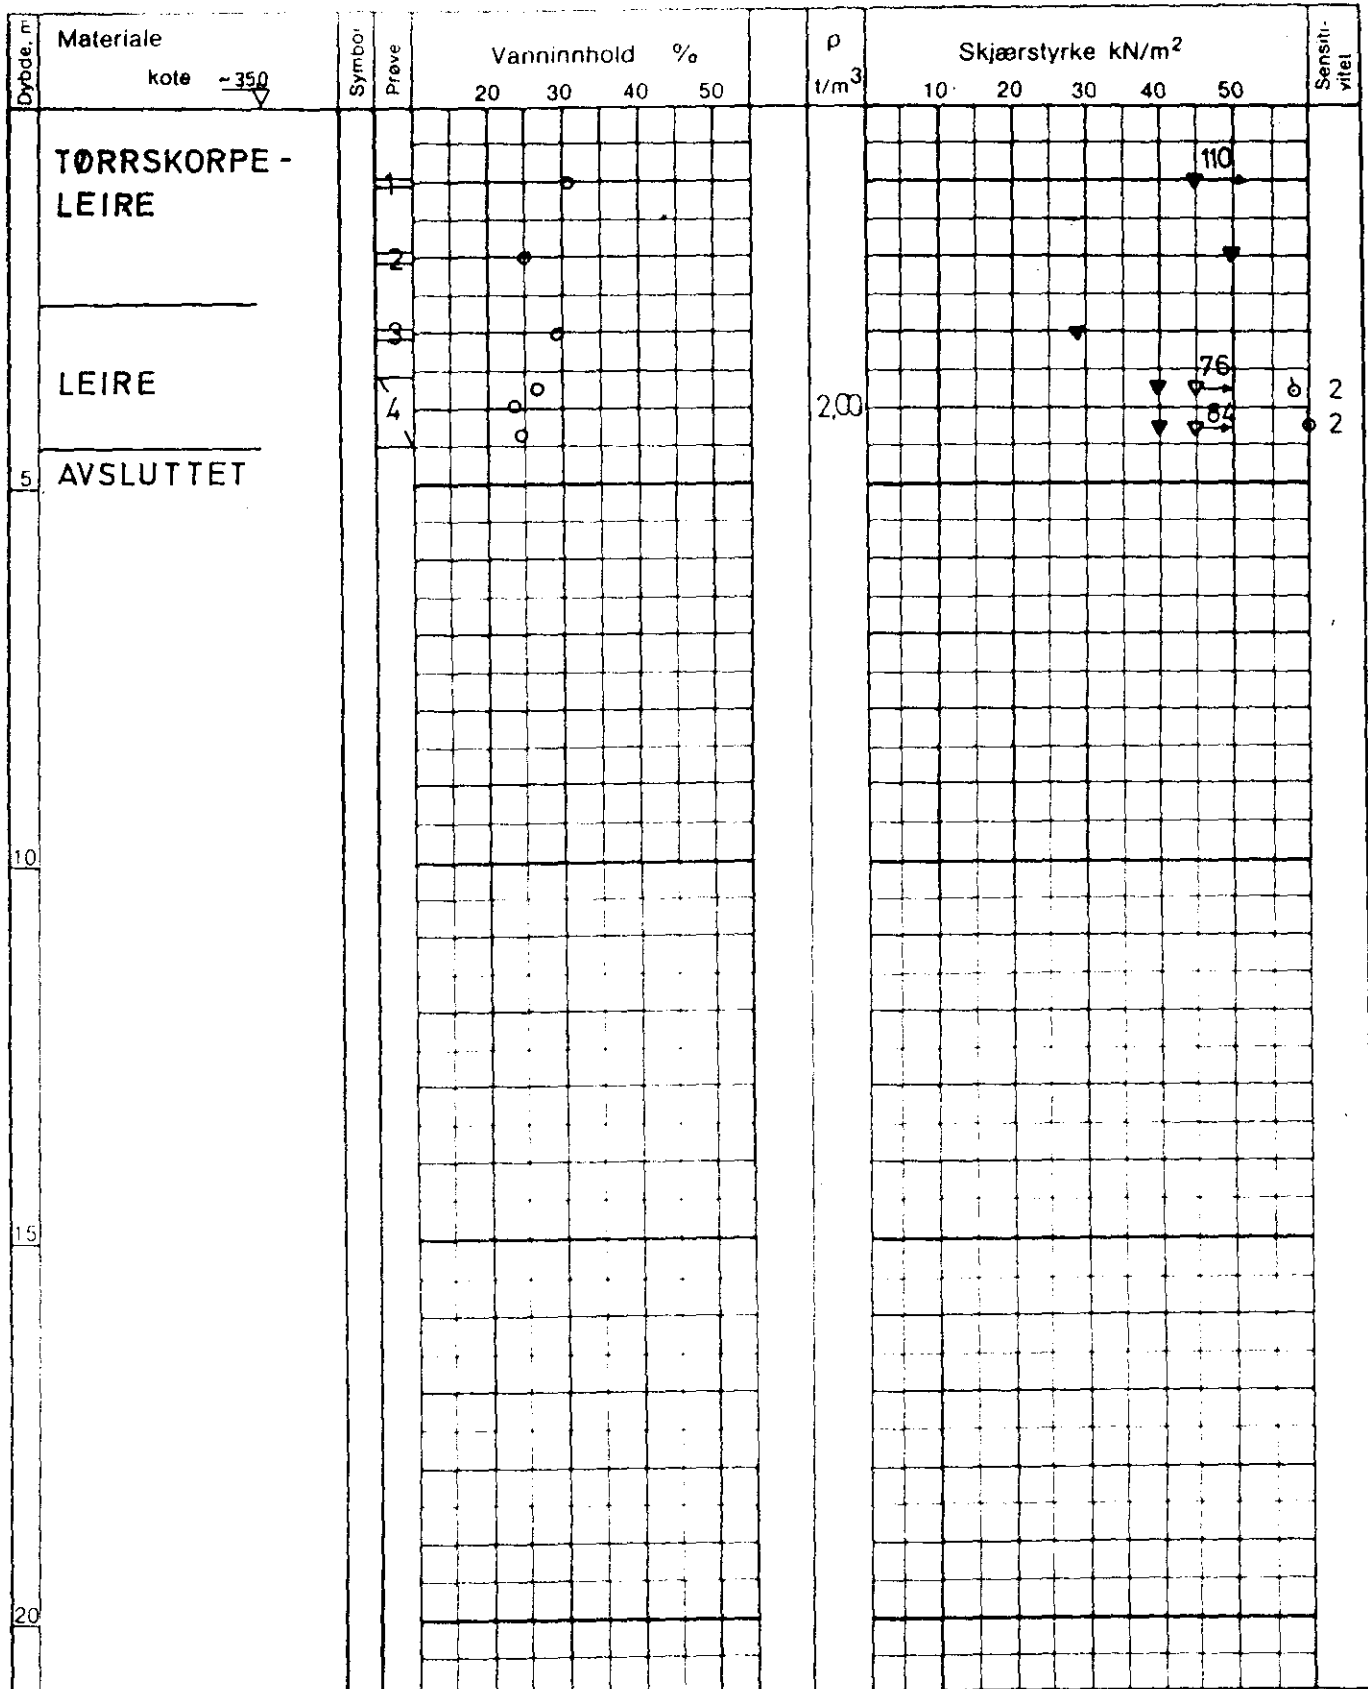 Dybde, m
Materiale
kote ~350
Symbol
Prøve
Vanninnhold %
20 30 40 50
ρ
t/m³
Skjærstyrke kN/m²
10 20 30 40 50
Sensiti-
vitet
TØRRSKORPE-
LEIRE
1
110
2
3
LEIRE
4
2,00
76
2
84
2
AVSLUTTET
5
10
15
20